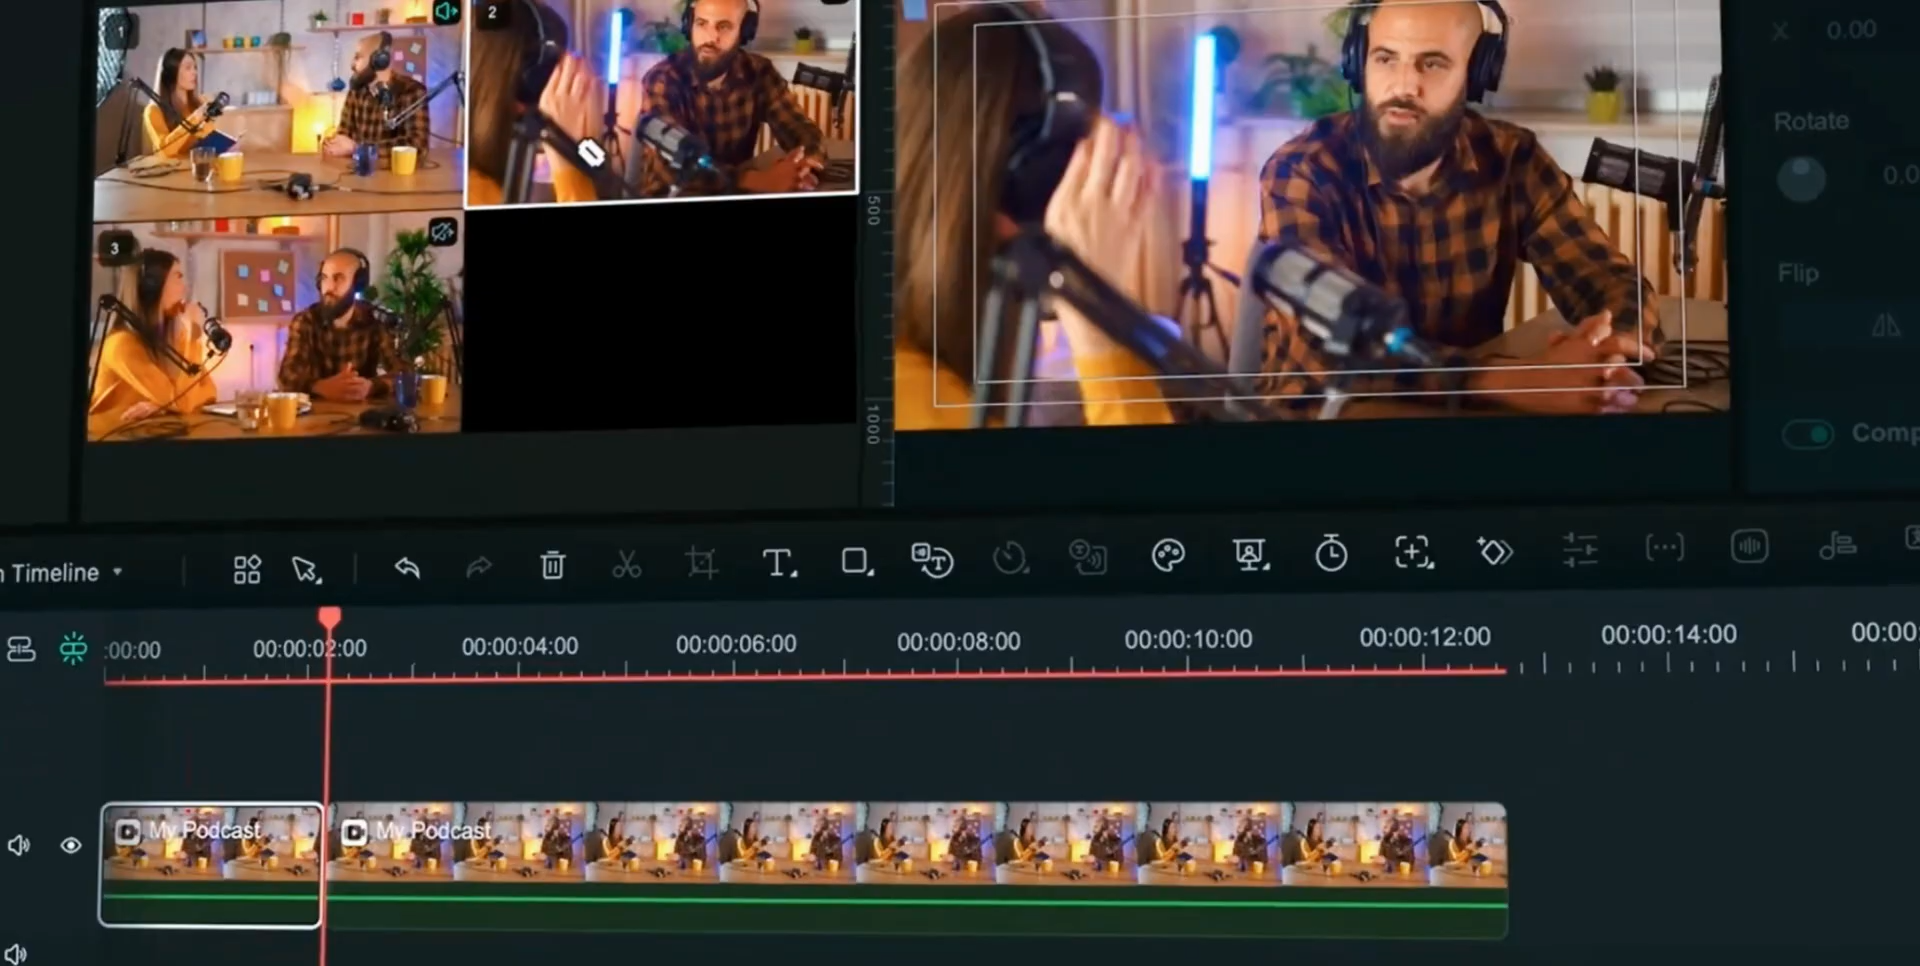 1
2
3
500
1000
X 0.00
Rotate
0.0
Flip
Comp
Timeline
:00:00
00:00:02:00
00:00:04:00
00:00:06:00
00:00:08:00
00:00:10:00
00:00:12:00
00:00:14:00
00:00:
My Podcast
My Podcast